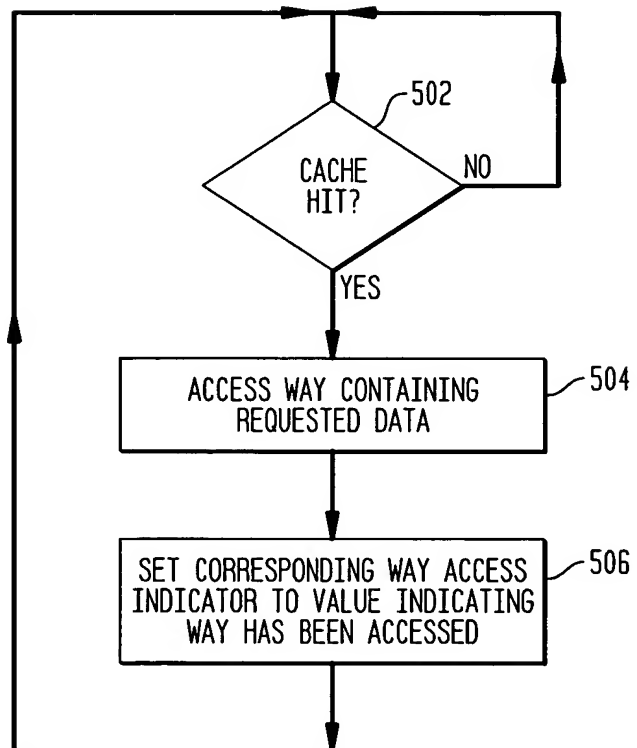 502
CACHE
HIT?
NO
YES
ACCESS WAY CONTAINING
REQUESTED DATA
504
SET CORRESPONDING WAY ACCESS
INDICATOR TO VALUE INDICATING
WAY HAS BEEN ACCESSED
506